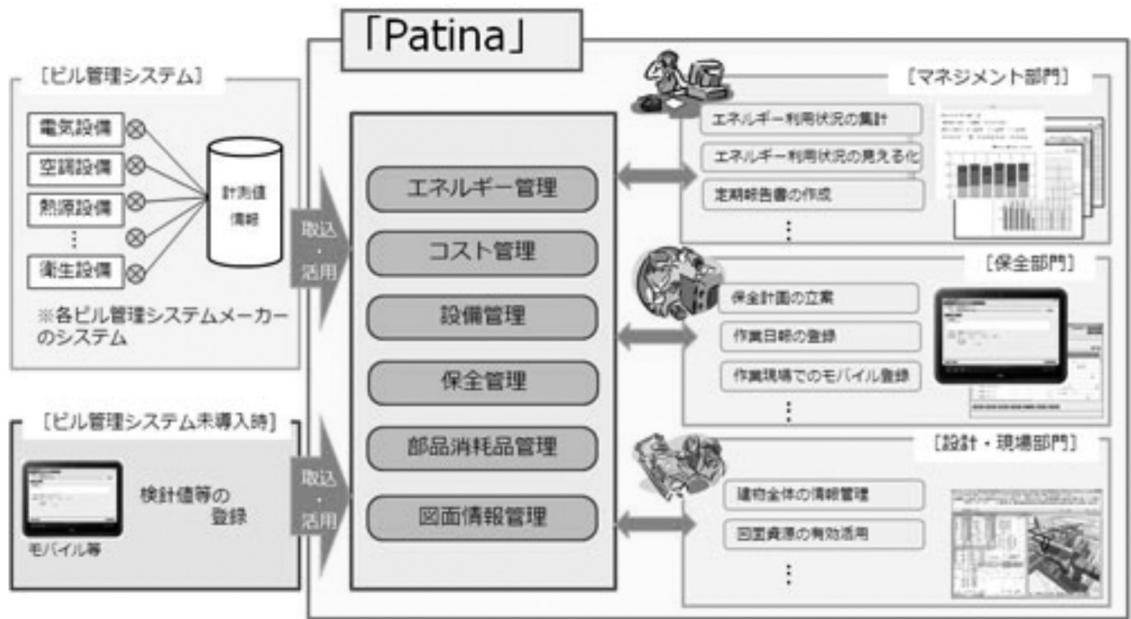 「Patina」
[ビル管理システム]
電気設備
空調設備
熱源設備
⋮
衛生設備
計測値
情報
※各ビル管理システムメーカー
のシステム
取込
・
活用
[ビル管理システム未導入時]
検針値等の
登録
モバイル等
取込
・
活用
エネルギー管理
コスト管理
設備管理
保全管理
部品消耗品管理
図面情報管理
[マネジメント部門]
エネルギー利用状況の集計
エネルギー利用状況の見える化
定期報告書の作成
⋮
[保全部門]
保全計画の立案
作業日報の登録
作業現場でのモバイル登録
⋮
[設計・現場部門]
建物全体の情報管理
図面資源の有効活用
⋮